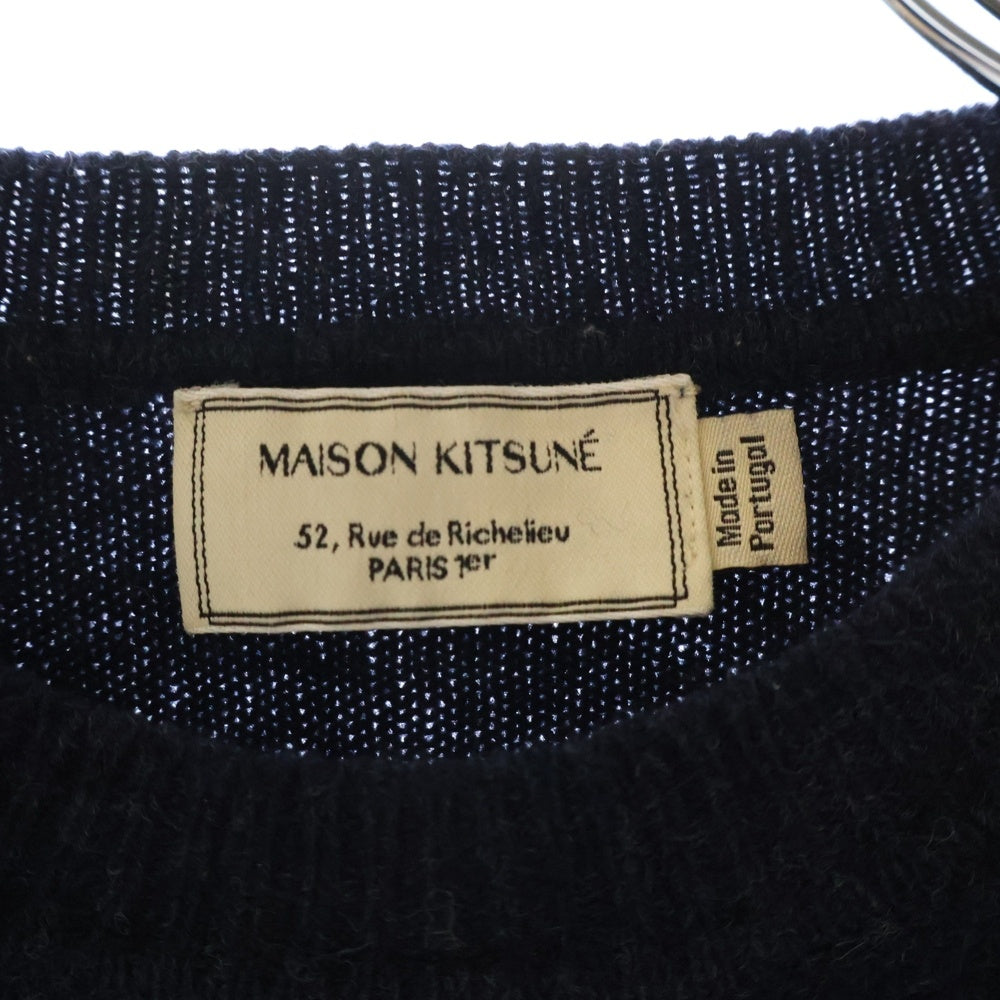 MAISON KITSUNÉ
52, Rue de Richelieu
PARIS 1er
Made in
Portugal